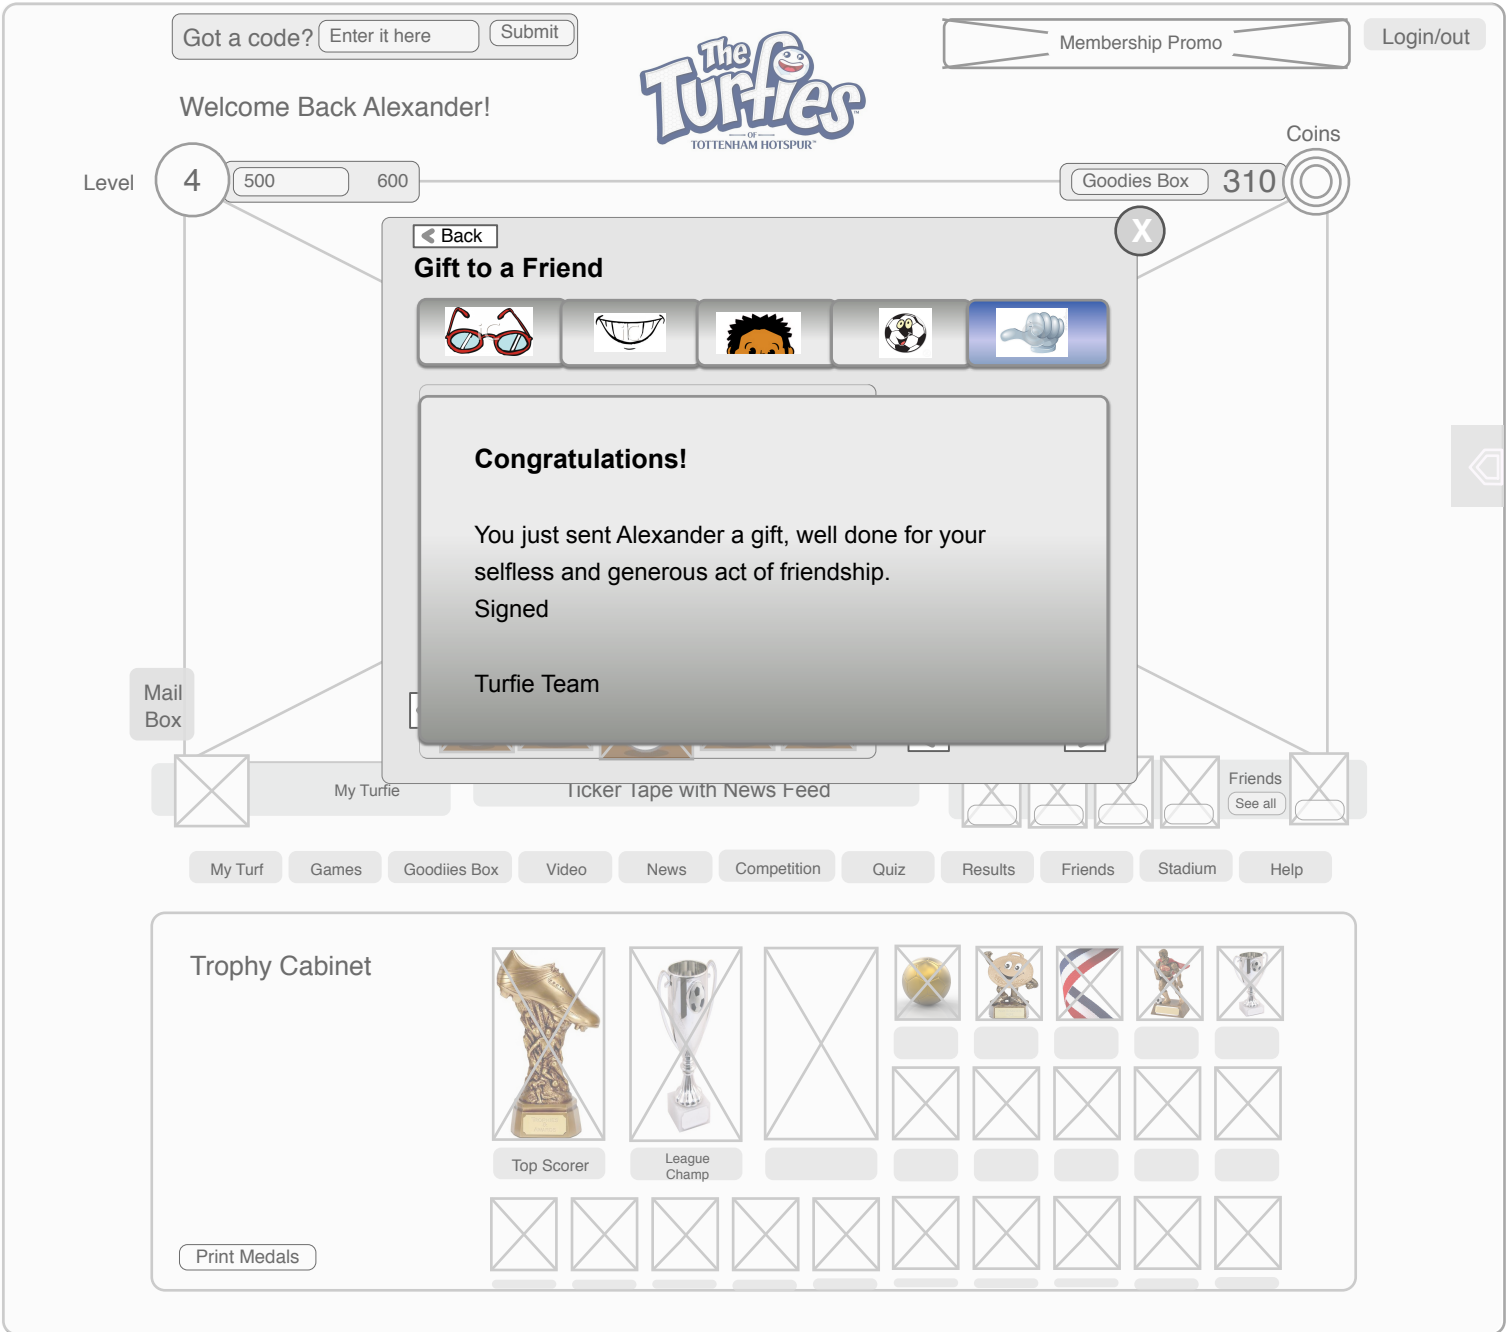 Got a code?
Enter it here
Submit
Membership Promo
Login/out
The
Turfies
OF
TOTTENHAM HOTSPUR™
Welcome Back Alexander!
Coins
Level
4
500
600
Goodies Box
310
X
Back
Gift to a Friend
Congratulations!
You just sent Alexander a gift, well done for your
selfless and generous act of friendship.
Signed
Turfie Team
Mail
Box
My Turfie
Ticker Tape with News Feed
Friends
See all
My Turf
Games
Goodiies Box
Video
News
Competition
Quiz
Results
Friends
Stadium
Help
Trophy Cabinet
Top Scorer
League
Champ
Print Medals